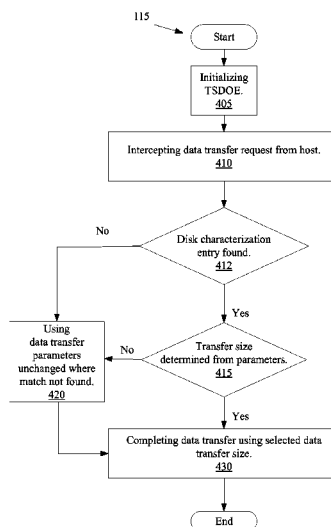 115
Start
Initializing
TSDOE.
405
Intercepting data transfer request from host.
410
Disk characterization
entry found.
412
No
Yes
Using
data transfer
parameters
unchanged where
match not found.
420
No
Transfer size
determined from parameters.
415
Yes
Completing data transfer using selected data
transfer size.
430
End